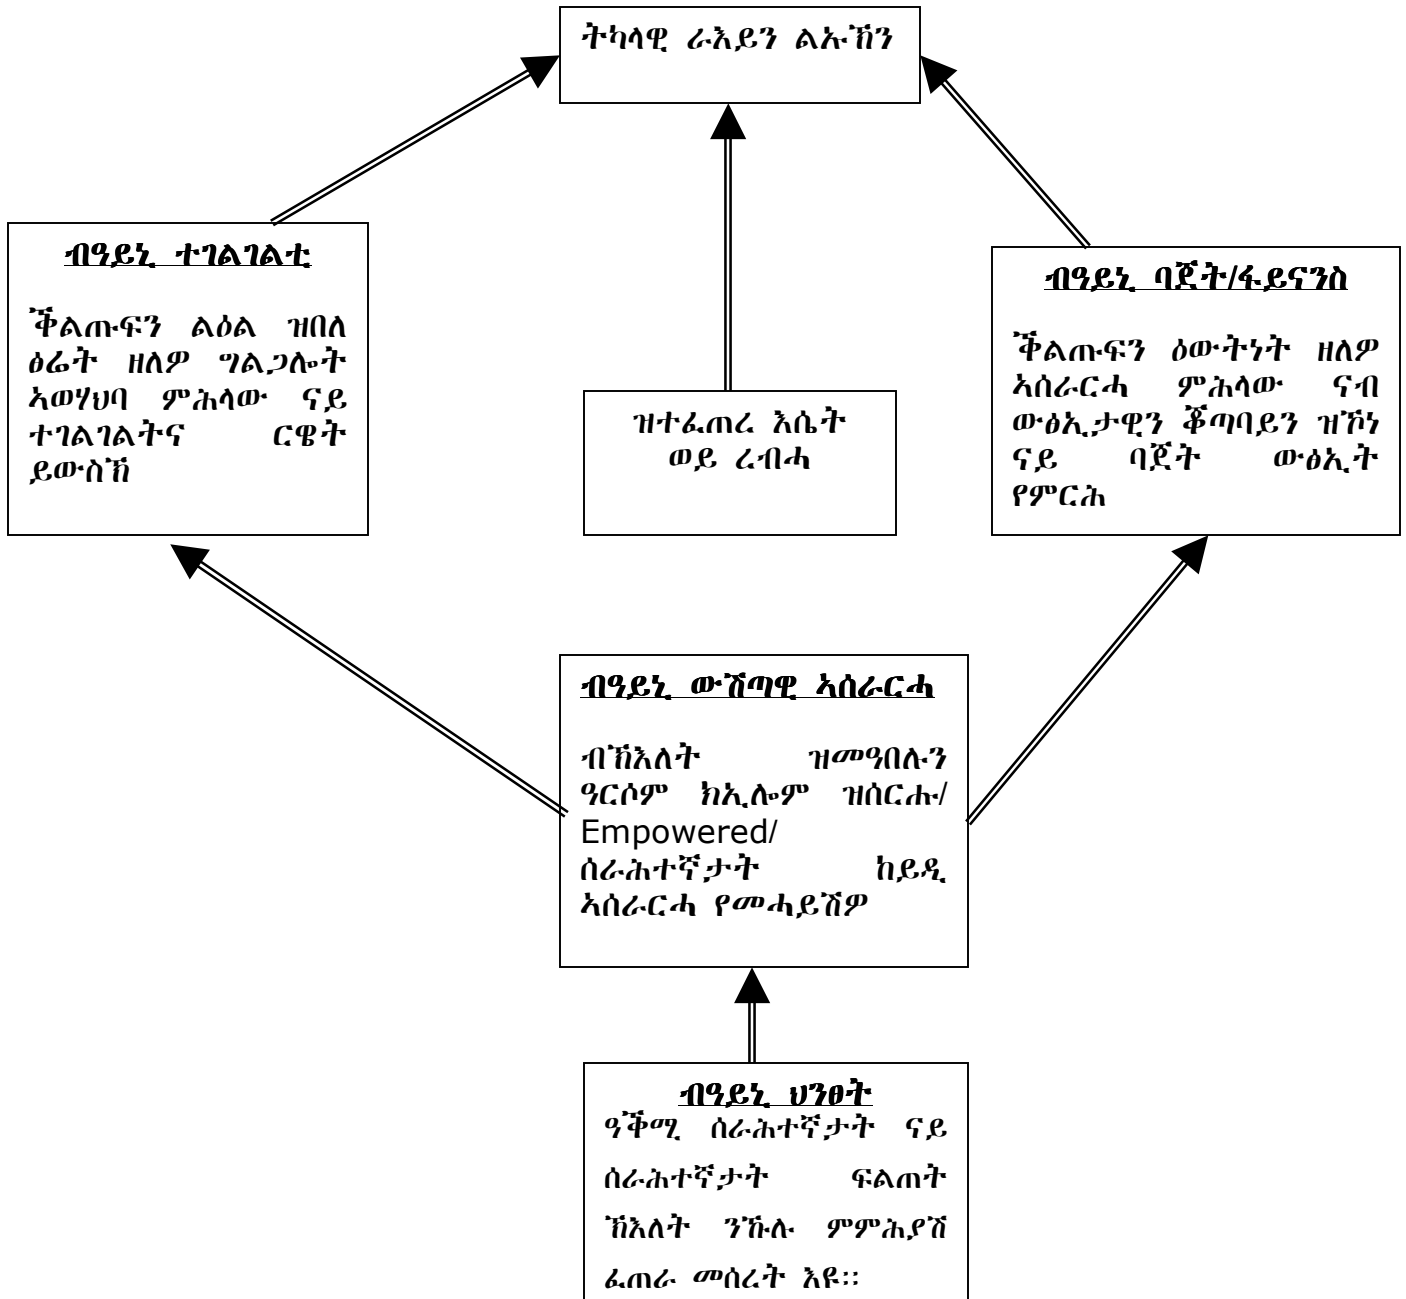 ትካላዊ ራእይን ልኡኽን
ብዓይኒ ተገልገልቲ
ቕልጡፍን ልዕል ዝበለ
ፅሬት ዘለዎ ግልጋሎት
ኣወሃህባ ምሕላው ናይ
ተገልገልትና ርዌት
ይውስኽ
ዝተፈጠረ እሴት
ወይ ረብሓ
ብዓይኒ ባጀት/ፋይናንስ
ቕልጡፍን ዕውትነት ዘለዎ
ኣሰራርሓ ምሕላው ናብ
ውፅኢታዊን ቖጣባይን ዝኾነ
ናይ ባጀት ውፅኢት
የምርሕ
ብዓይኒ ውሽጣዊ ኣሰራርሓ
ብኽእለት ዝመዓበሉን
ዓርሶም ክኢሎም ዝሰርሑ/
Empowered/
ሰራሕተኛታት ከይዲ
ኣሰራርሓ የመሓይሽዎ
ብዓይኒ ህንፀት
ዓቕሚ ሰራሕተኛታት ናይ
ሰራሕተኛታት ፍልጠት
ኽእለት ንኹሉ ምምሕያሽ
ፈጠራ መሰረት እዩ፡፡